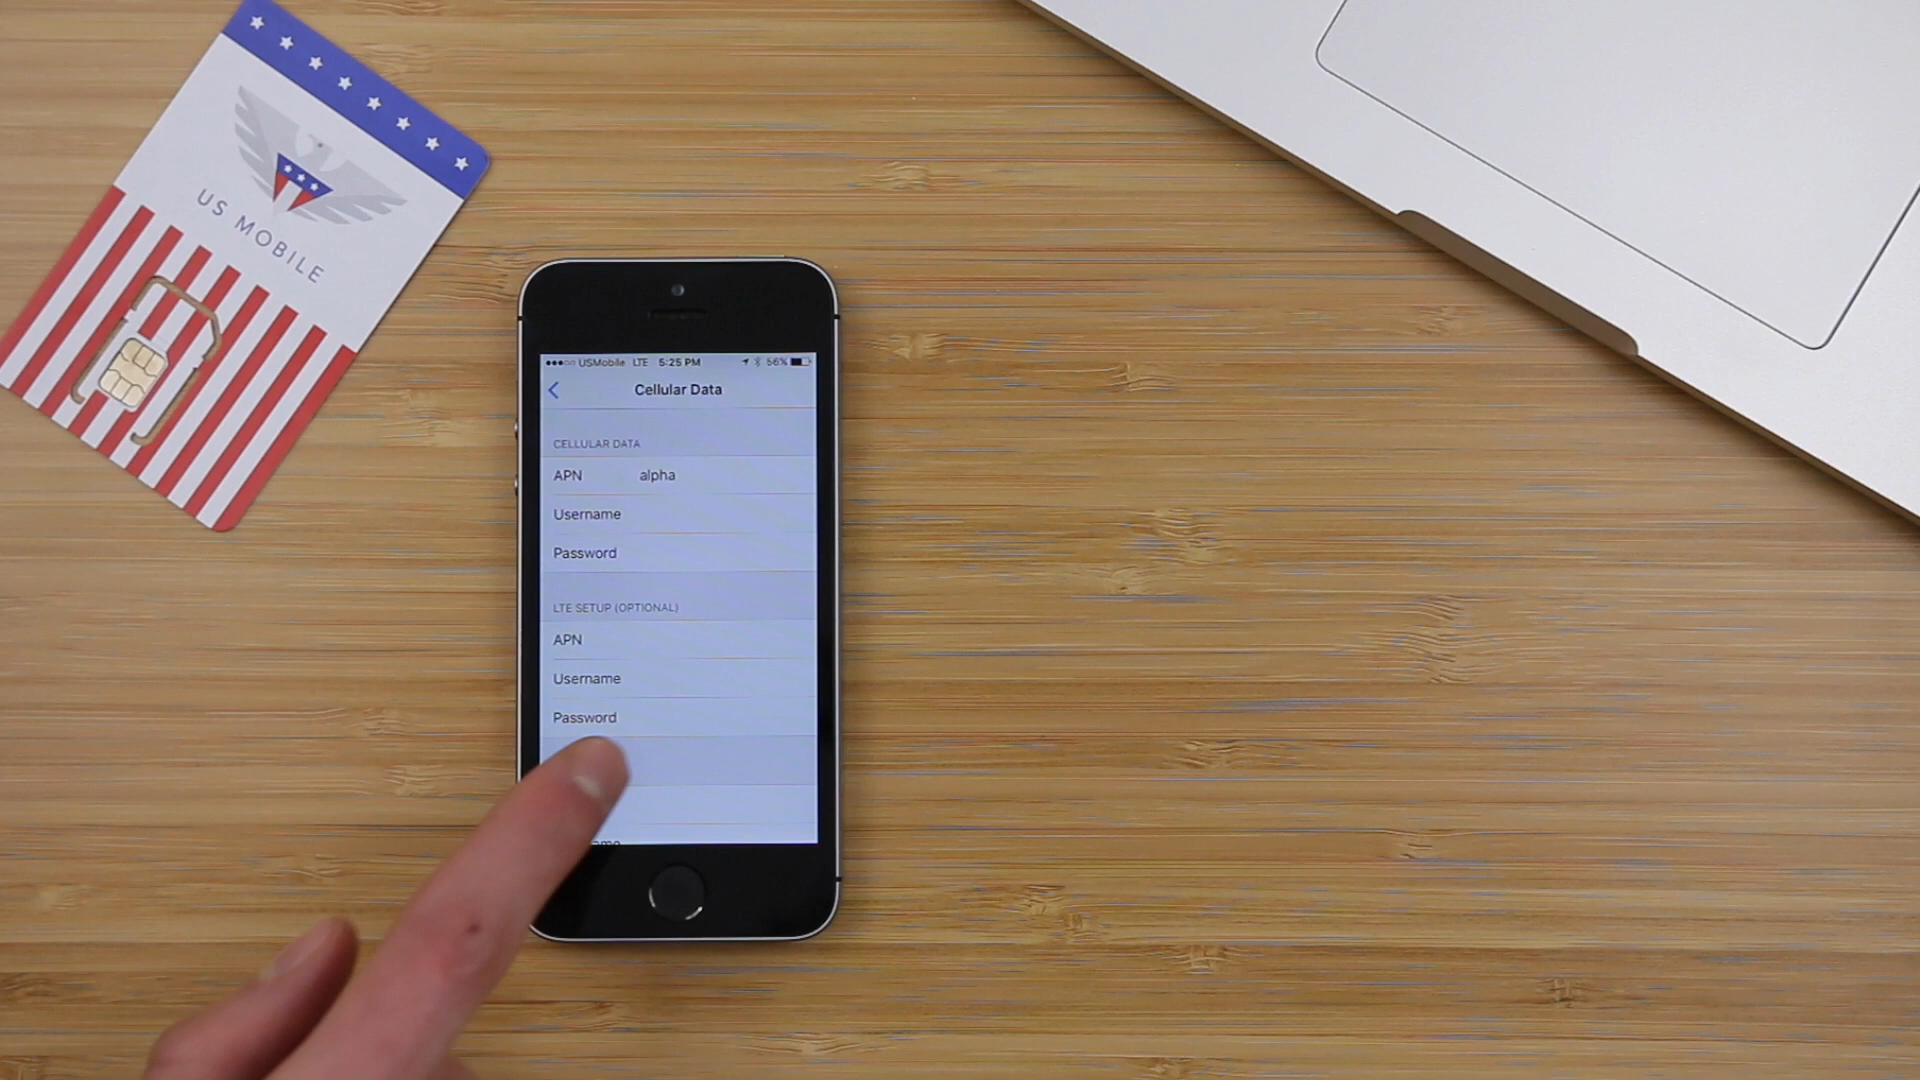 US MOBILE
USMobile LTE 5:25 PM 56%
Cellular Data
CELLULAR DATA
APN alpha
Username
Password
LTE SETUP (OPTIONAL)
APN
Username
Password